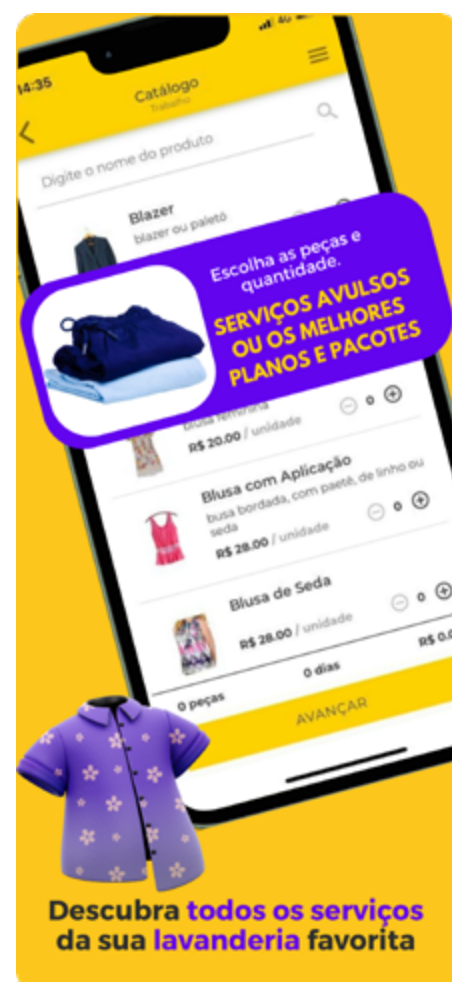 14:35
4G
Catálogo
Trabalho
Digite o nome do produto
Blazer
blazer ou paletó
Escolha as peças e
quantidade.
SERVIÇOS AVULSOS
OU OS MELHORES
PLANOS E PACOTES
blusa feminina
R$ 20.00 / unidade
0
Blusa com Aplicação
busa bordada, com paetê, de linho ou
seda
R$ 28.00 / unidade
0
Blusa de Seda
R$ 28.00 / unidade
0
0 peças
0 dias
R$ 0.0
AVANÇAR
Descubra todos os serviços
da sua lavanderia favorita